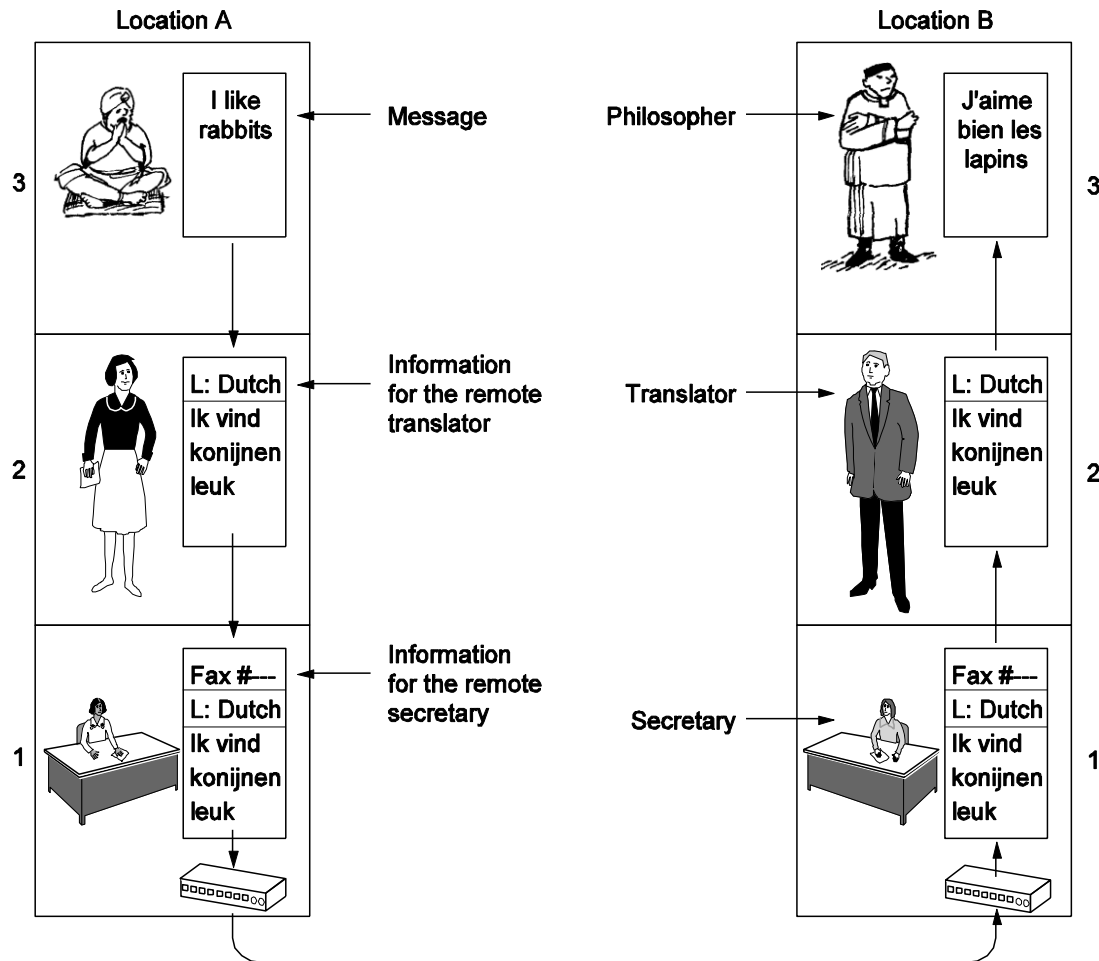 Location A
Location B
I like
rabbits
Message
Philosopher
J'aime
bien les
lapins
3
3
L: Dutch
Ik vind
konijnen
leuk
Information
for the remote
translator
Translator
L: Dutch
Ik vind
konijnen
leuk
2
2
Fax #---
L: Dutch
Ik vind
konijnen
leuk
Information
for the remote
secretary
Secretary
Fax #---
L: Dutch
Ik vind
konijnen
leuk
1
1